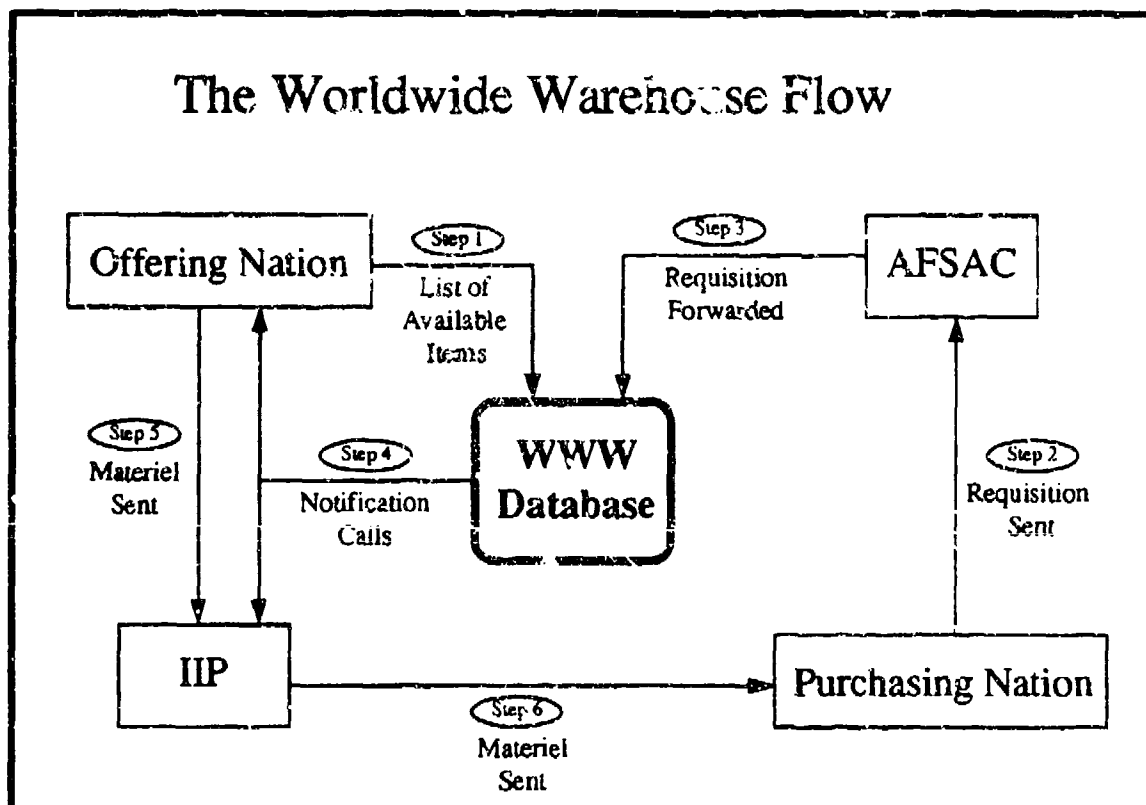 The Worldwide Warehouse Flow
Offering Nation
Step 1
List of
Available
Items
Step 3
Requisition
Forwarded
AFSAC
Step 5
Materiel
Sent
Step 4
Notification
Calls
WWW
Database
Step 2
Requisition
Sent
IIP
Step 6
Materiel
Sent
Purchasing Nation